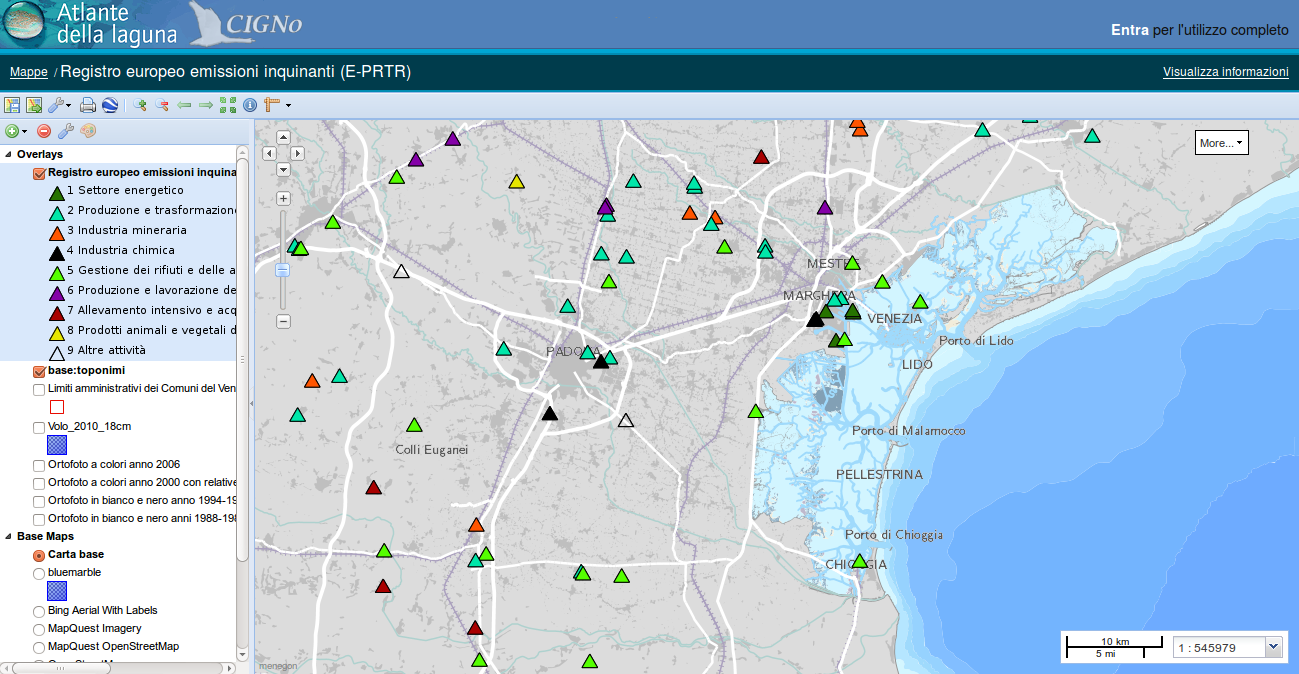 Atlante
della laguna
CIGNo
Entra per l'utilizzo completo
Mappe / Registro europeo emissioni inquinanti (E-PRTR)
Visualizza informazioni
Overlays
Registro europeo emissioni inquina
1 Settore energetico
2 Produzione e trasformazione
3 Industria mineraria
4 Industria chimica
5 Gestione dei rifiuti e delle a
6 Produzione e lavorazione de
7 Allevamento intensivo e acq
8 Prodotti animali e vegetali d
9 Altre attività
base:toponimi
Limiti amministrativi dei Comuni del Ven
Volo_2010_18cm
Ortofoto a colori anno 2006
Ortofoto a colori anno 2000 con relative
Ortofoto in bianco e nero anno 1994-19
Ortofoto in bianco e nero anni 1988-198
Base Maps
Carta base
bluemarble
Bing Aerial With Labels
MapQuest Imagery
MapQuest OpenStreetMap
More...
MESTRE
MARGHERA
VENEZIA
Porto di Lido
LIDO
PADOVA
Porto di Malamocco
Colli Euganei
PELLESTRINA
Porto di Chioggia
CHIOGGIA
menegon
10 km
5 mi
1 : 545979